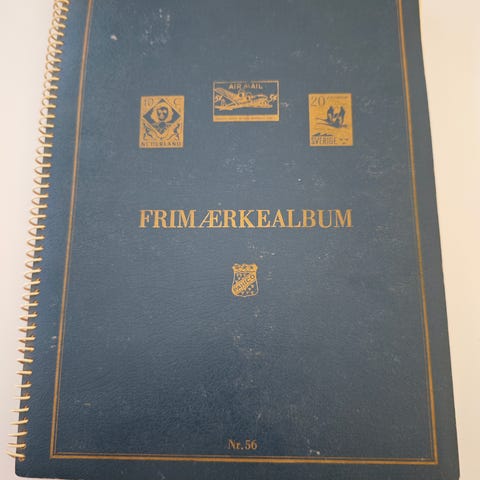 AIR MAIL
10 C
NEDERLAND
20
SVERIGE
FRIMÆRKEALBUM
Nr. 56